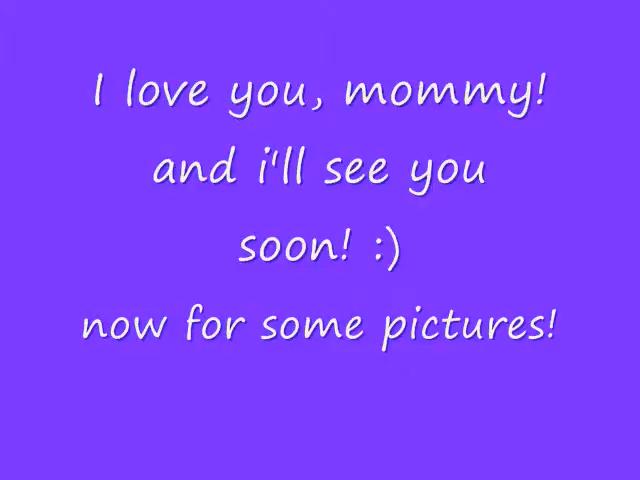 I love you, mommy!
and i'll see you
soon! :)
now for some pictures!